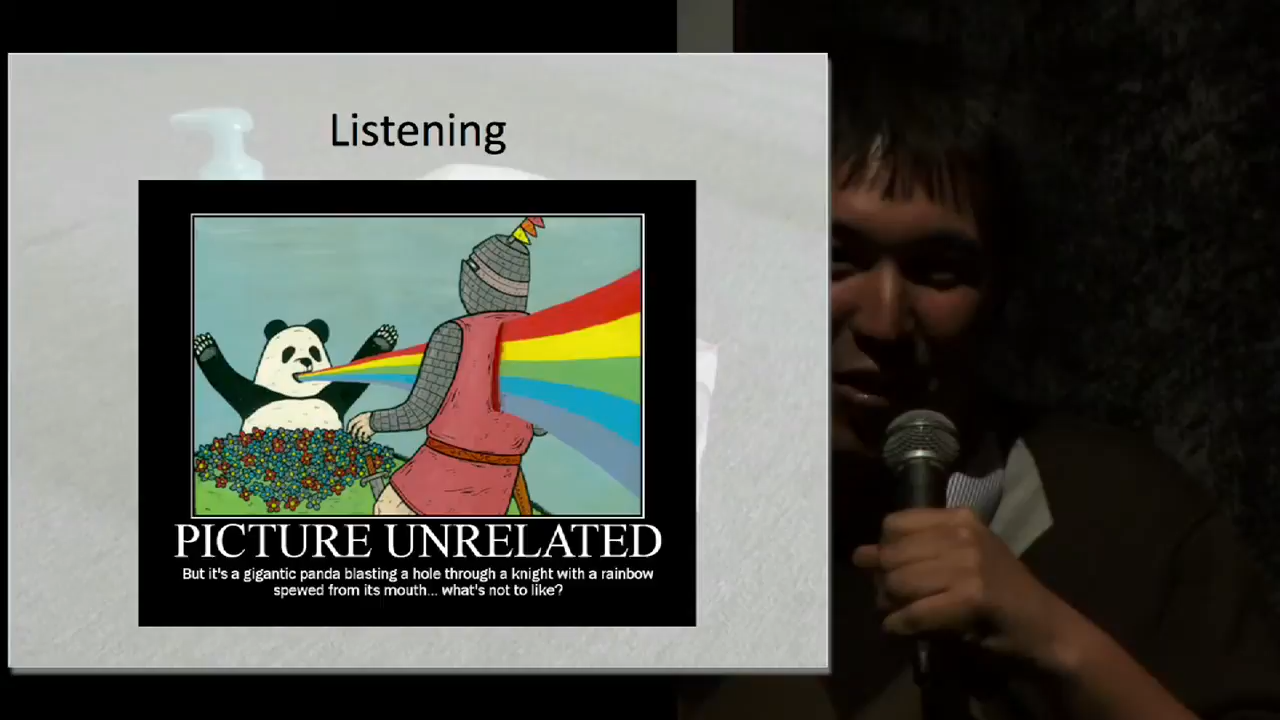 Listening
PICTURE UNRELATED
But it's a gigantic panda blasting a hole through a knight with a rainbow
spewed from its mouth... what's not to like?